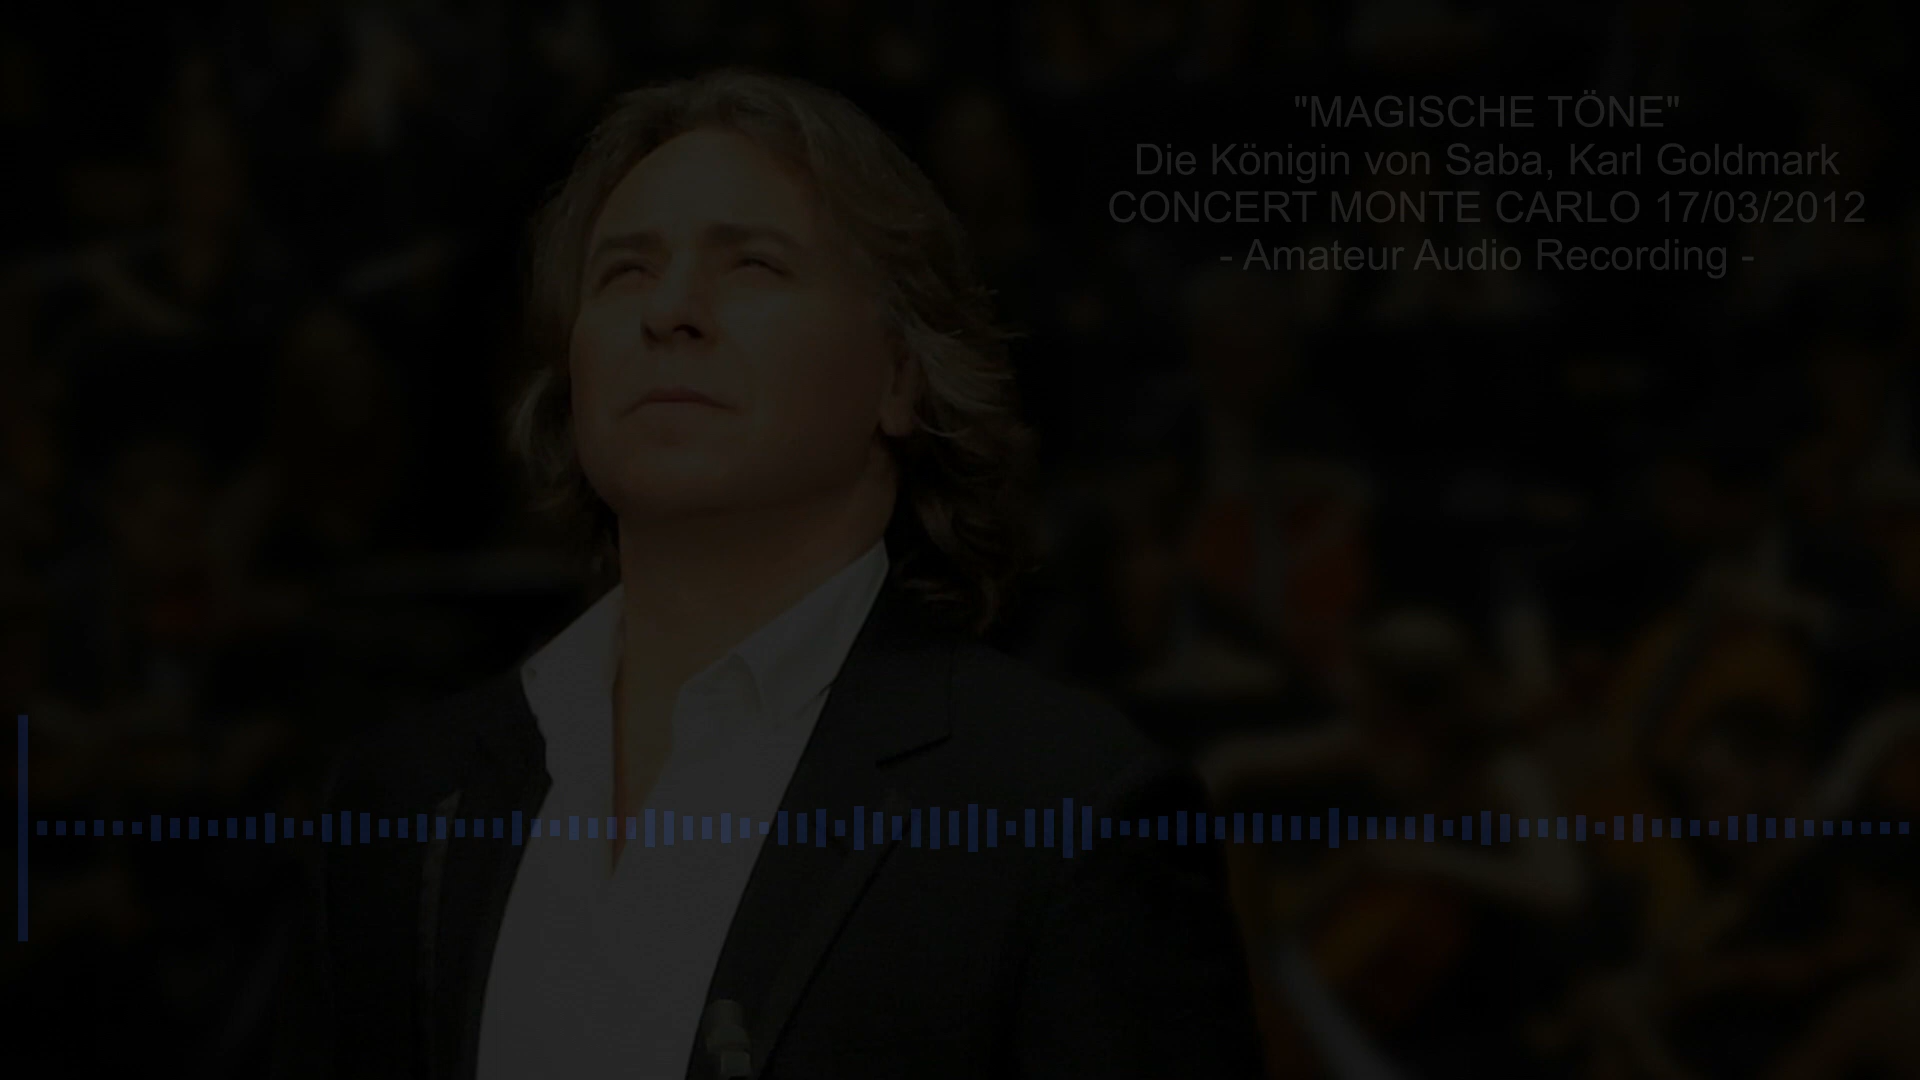 "MAGISCHE TÖNE"
Die Königin von Saba, Karl Goldmark
CONCERT MONTE CARLO 17/03/2012
- Amateur Audio Recording -